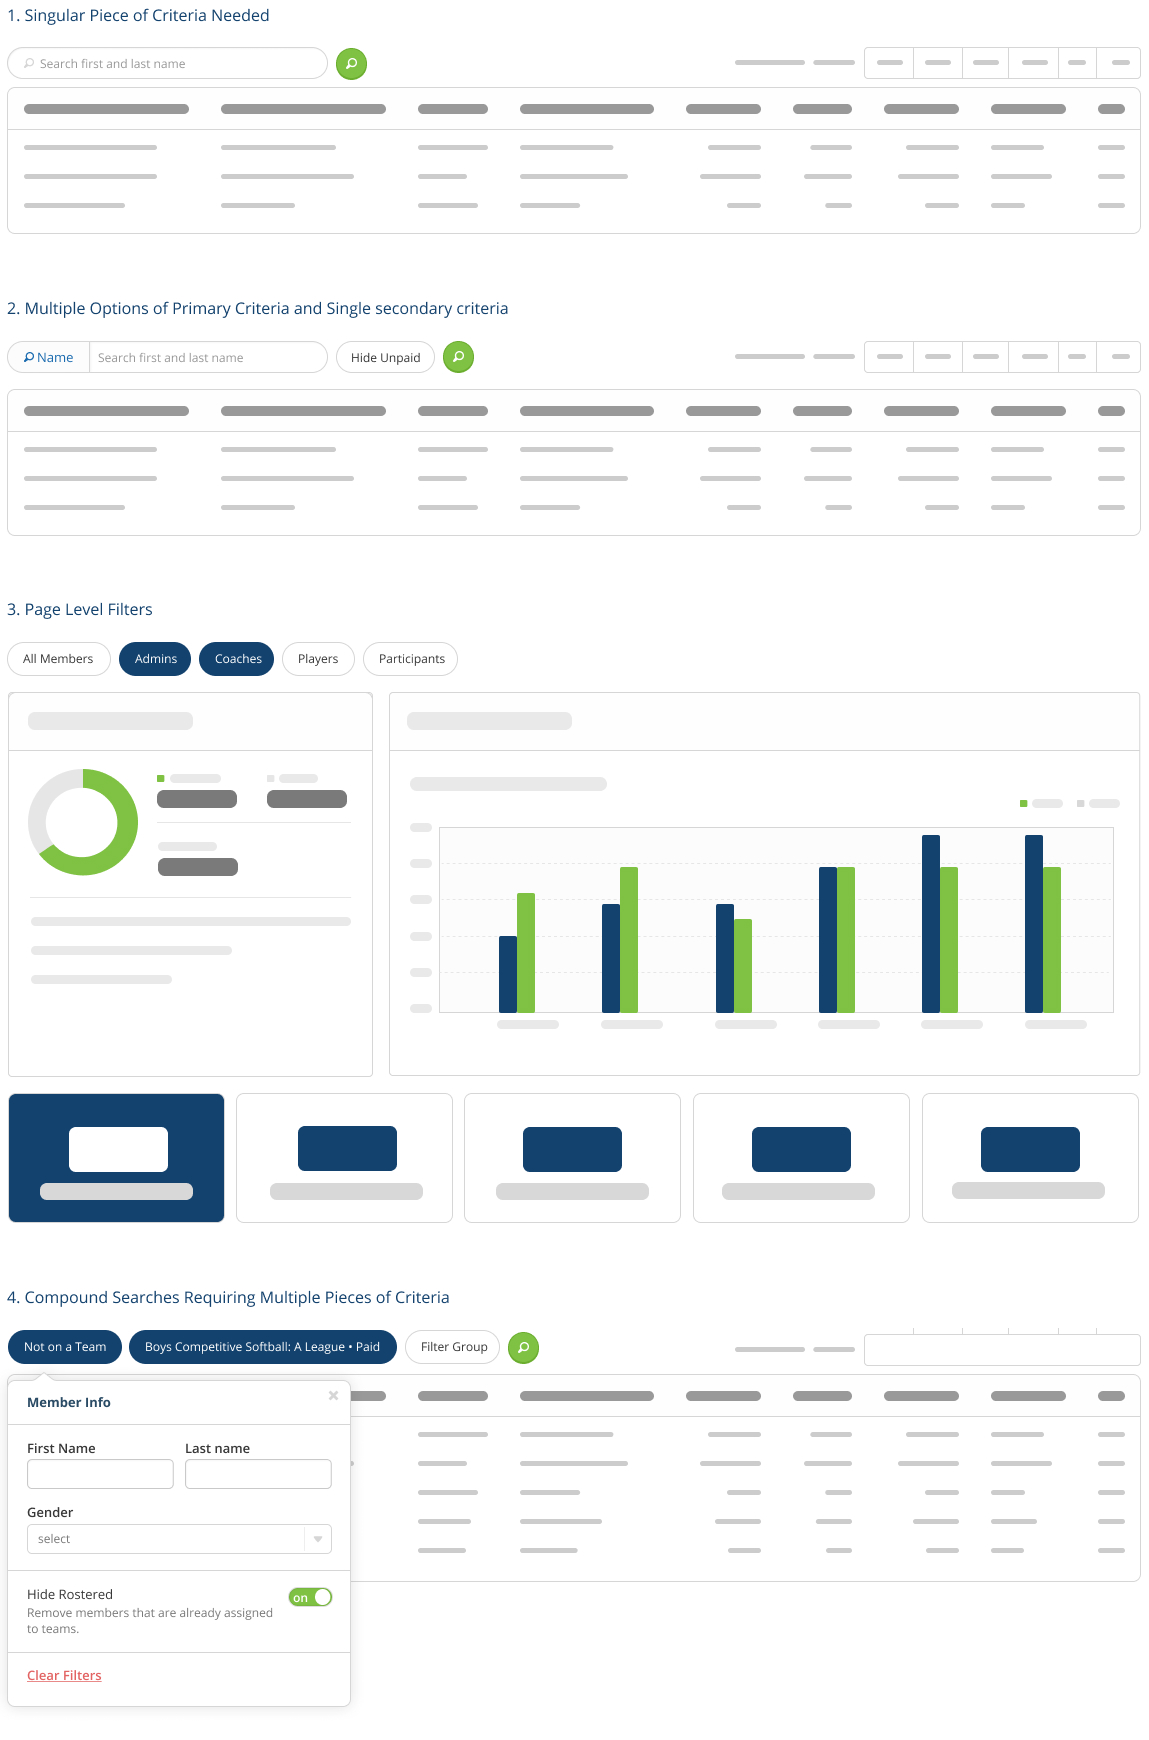 1. Singular Piece of Criteria Needed
Search first and last name
2. Multiple Options of Primary Criteria and Single secondary criteria
Name
Search first and last name
Hide Unpaid
3. Page Level Filters
All Members
Admins
Coaches
Players
Participants
4. Compound Searches Requiring Multiple Pieces of Criteria
Not on a Team
Boys Competitive Softball: A League • Paid
Filter Group
Member Info
First Name
Last name
Gender
select
Hide Rostered
on
Remove members that are already assigned
to teams.
Clear Filters